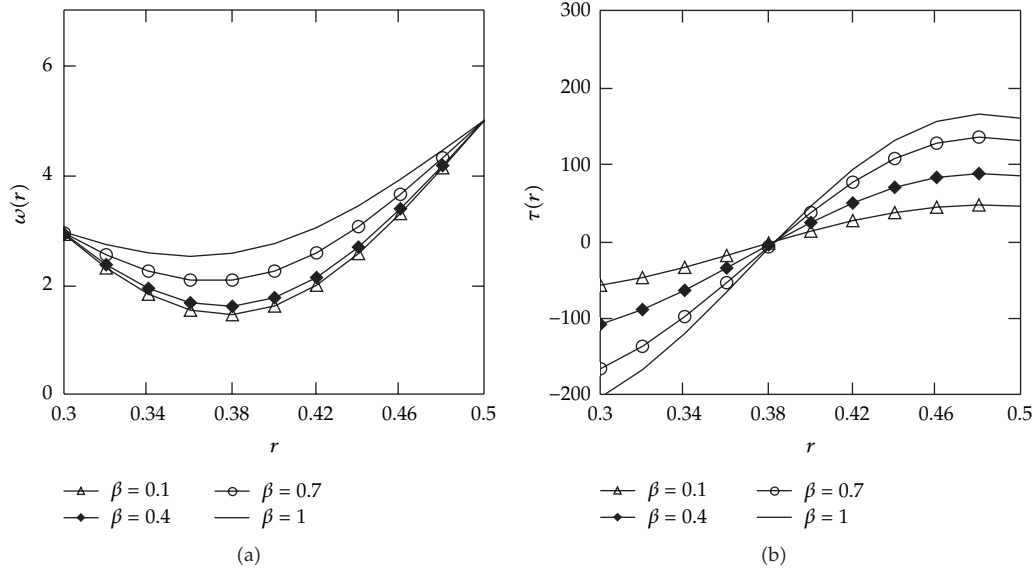 6
4
2
0
ω(r)
0.3 0.34 0.38 0.42 0.46 0.5
r
β = 0.1 β = 0.7
β = 0.4 β = 1
(a)
300
200
100
0
−100
−200
τ(r)
0.3 0.34 0.38 0.42 0.46 0.5
r
β = 0.1 β = 0.7
β = 0.4 β = 1
(b)